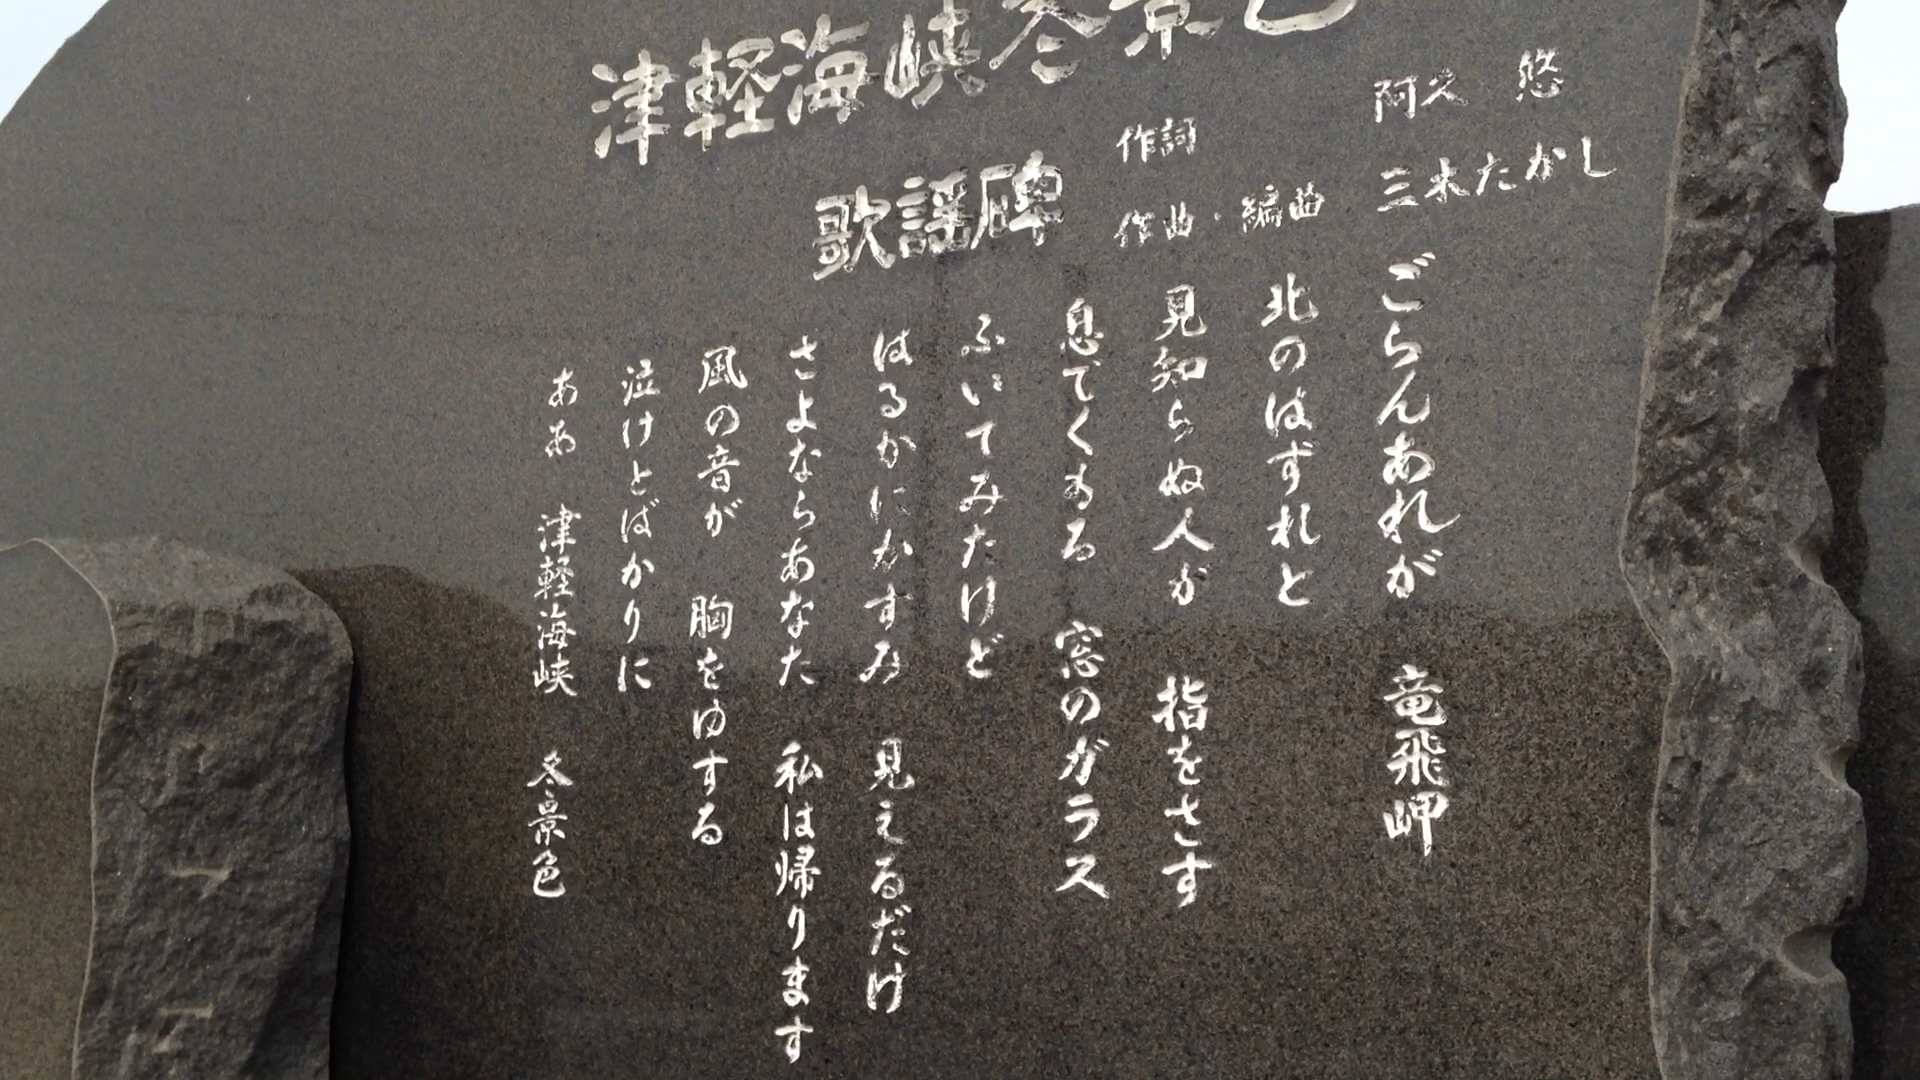 津軽海峡冬景色
歌謡碑
作詞 阿久 悠
作曲・編曲 三木たかし
ごらんあれが 竜飛岬
北のはずれと
見知らぬ人が 指をさす
息でくもる 窓のガラス
ふいてみたけど
はるかにかすみ 見えるだけ
さよならあなた 私は帰ります
風の音が 胸をゆする
泣けとばかりに
ああ 津軽海峡 冬景色